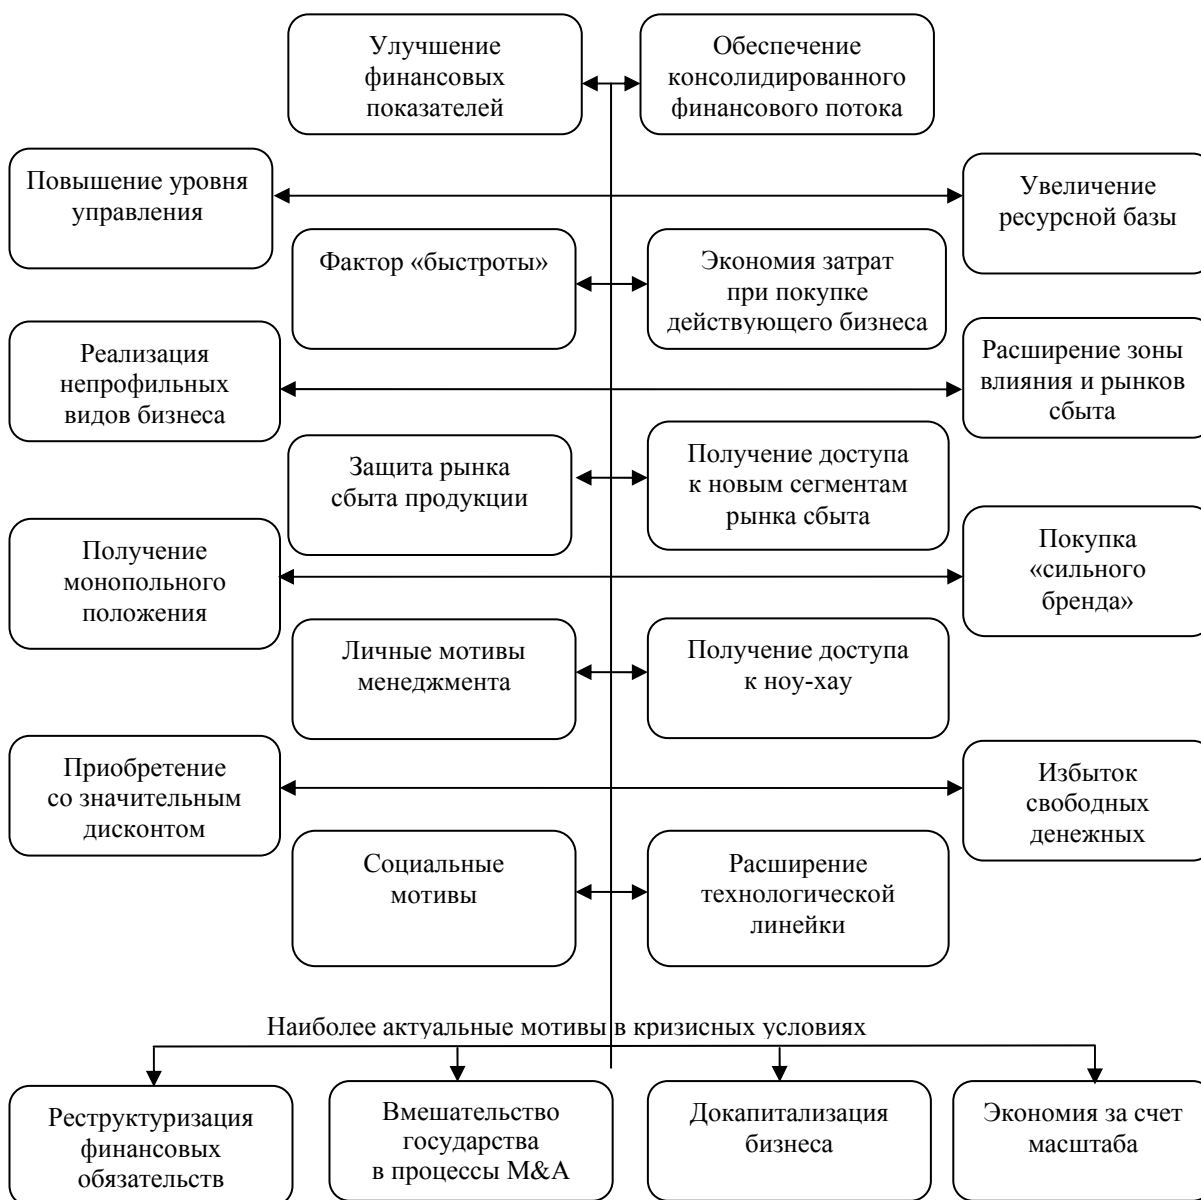 Улучшение
финансовых
показателей
Обеспечение
консолидированного
финансового потока
Повышение уровня
управления
Увеличение
ресурсной базы
Фактор «быстроты»
Экономия затрат
при покупке
действующего бизнеса
Реализация
непрофильных
видов бизнеса
Расширение зоны
влияния и рынков
сбыта
Защита рынка
сбыта продукции
Получение доступа
к новым сегментам
рынка сбыта
Получение
монопольного
положения
Покупка
«сильного
бренда»
Личные мотивы
менеджмента
Получение доступа
к ноу-хау
Приобретение
со значительным
дисконтом
Избыток
свободных
денежных
Социальные
мотивы
Расширение
технологической
линейки
Наиболее актуальные мотивы в кризисных условиях
Реструктуризация
финансовых
обязательств
Вмешательство
государства
в процессы M&A
Докапитализация
бизнеса
Экономия за счет
масштаба